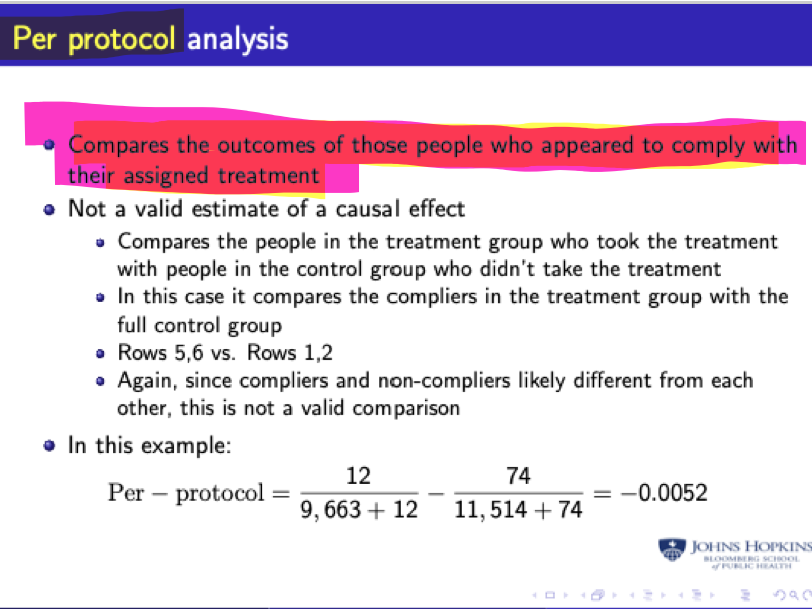 Per protocol analysis
Compares the outcomes of those people who appeared to comply with
their assigned treatment
Not a valid estimate of a causal effect
Compares the people in the treatment group who took the treatment
with people in the control group who didn't take the treatment
In this case it compares the compliers in the treatment group with the
full control group
Rows 5,6 vs. Rows 1,2
Again, since compliers and non-compliers likely different from each
other, this is not a valid comparison
In this example:
Per − protocol = 12 / 9,663 + 12 − 74 / 11,514 + 74 = −0.0052
JOHNS HOPKINS
BLOOMBERG SCHOOL
of PUBLIC HEALTH